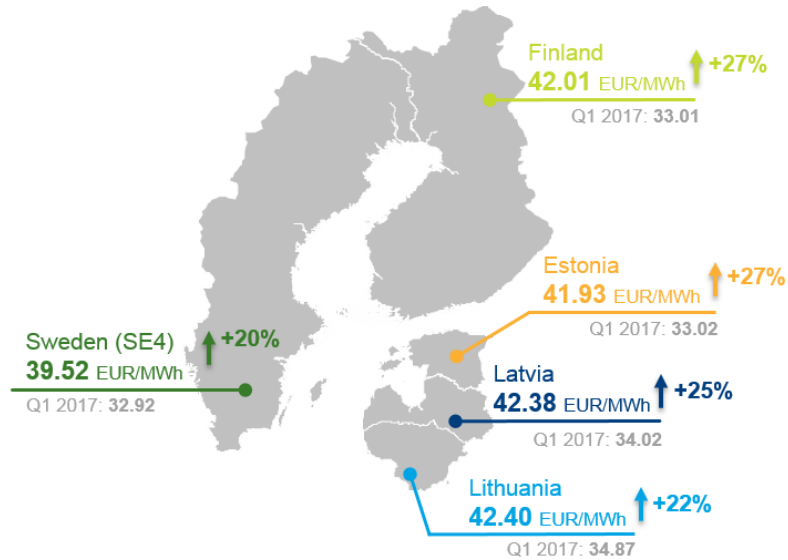 Finland
42.01 EUR/MWh +27%
Q1 2017: 33.01
Estonia
41.93 EUR/MWh +27%
Q1 2017: 33.02
Sweden (SE4) +20%
39.52 EUR/MWh
Q1 2017: 32.92
Latvia
42.38 EUR/MWh +25%
Q1 2017: 34.02
Lithuania
42.40 EUR/MWh +22%
Q1 2017: 34.87